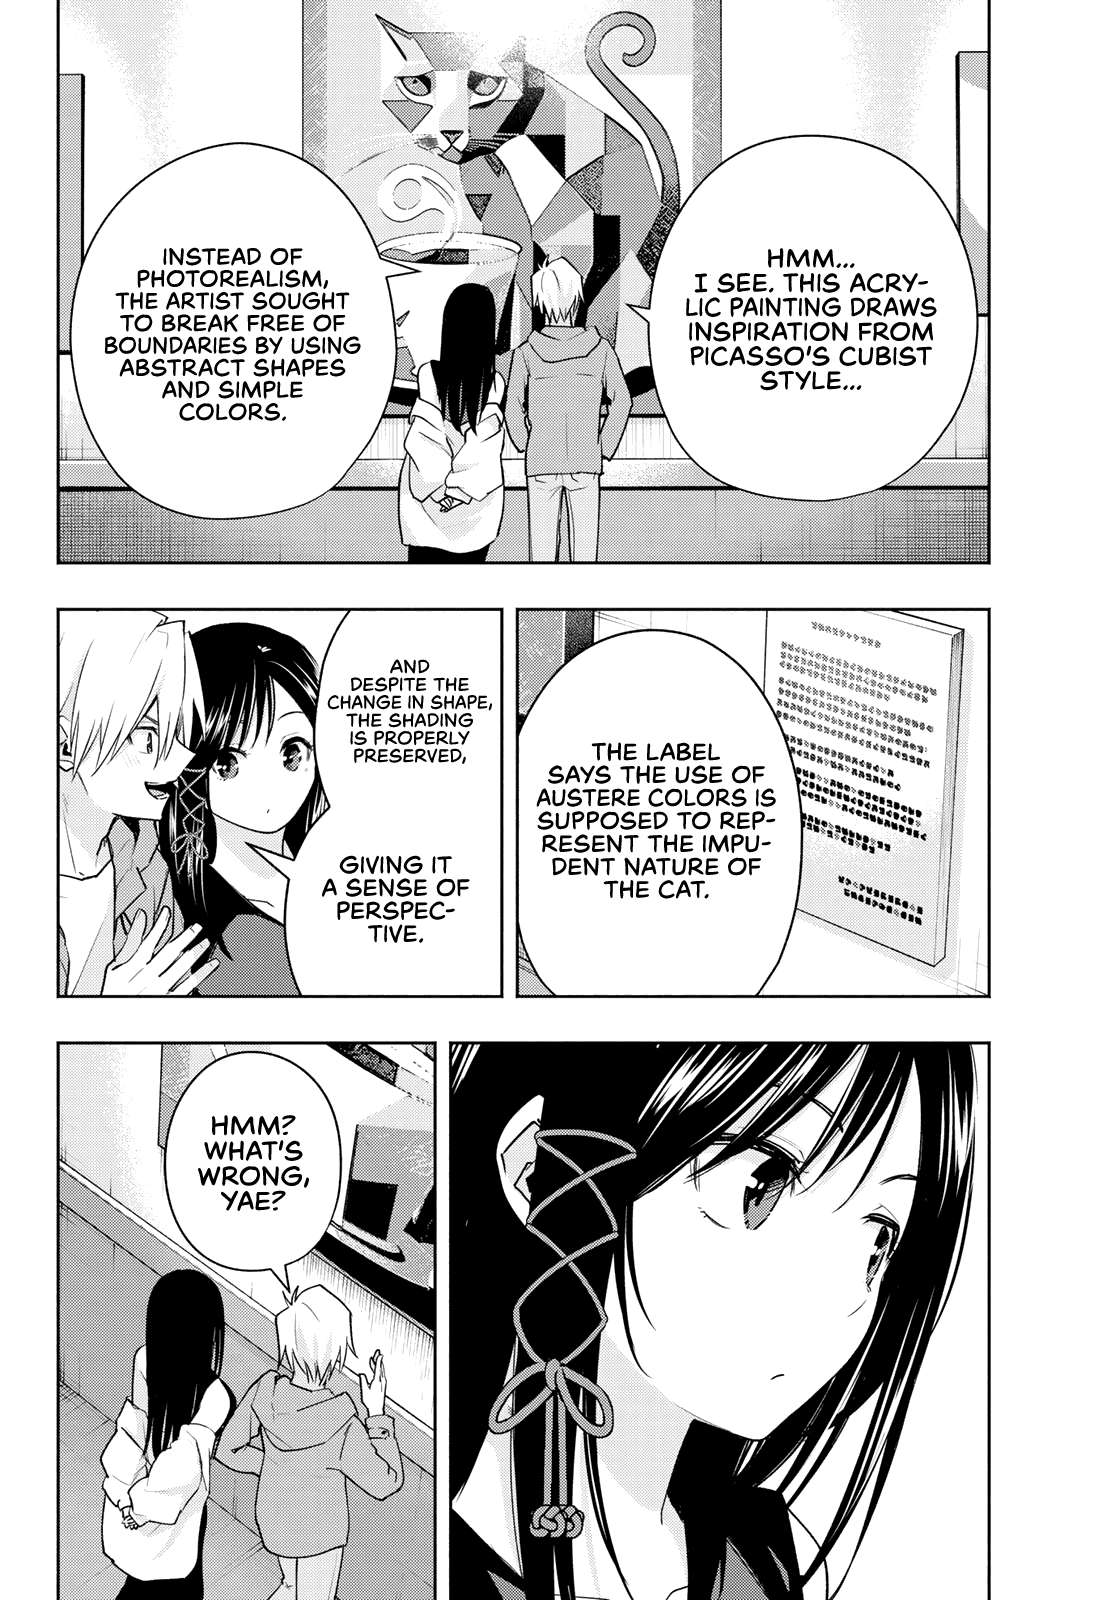 HMM...
I SEE. THIS ACRY-
LIC PAINTING DRAWS
INSPIRATION FROM
PICASSO'S CUBIST
STYLE...
INSTEAD OF
PHOTOREALISM,
THE ARTIST SOUGHT
TO BREAK FREE OF
BOUNDARIES BY USING
ABSTRACT SHAPES
AND SIMPLE
COLORS.
THE LABEL
SAYS THE USE OF
AUSTERE COLORS IS
SUPPOSED TO REP-
RESENT THE IMPU-
DENT NATURE OF
THE CAT.
AND
DESPITE THE
CHANGE IN SHAPE,
THE SHADING
IS PROPERLY
PRESERVED,
GIVING IT
A SENSE OF
PERSPEC-
TIVE.
HMM?
WHAT'S
WRONG,
YAE?